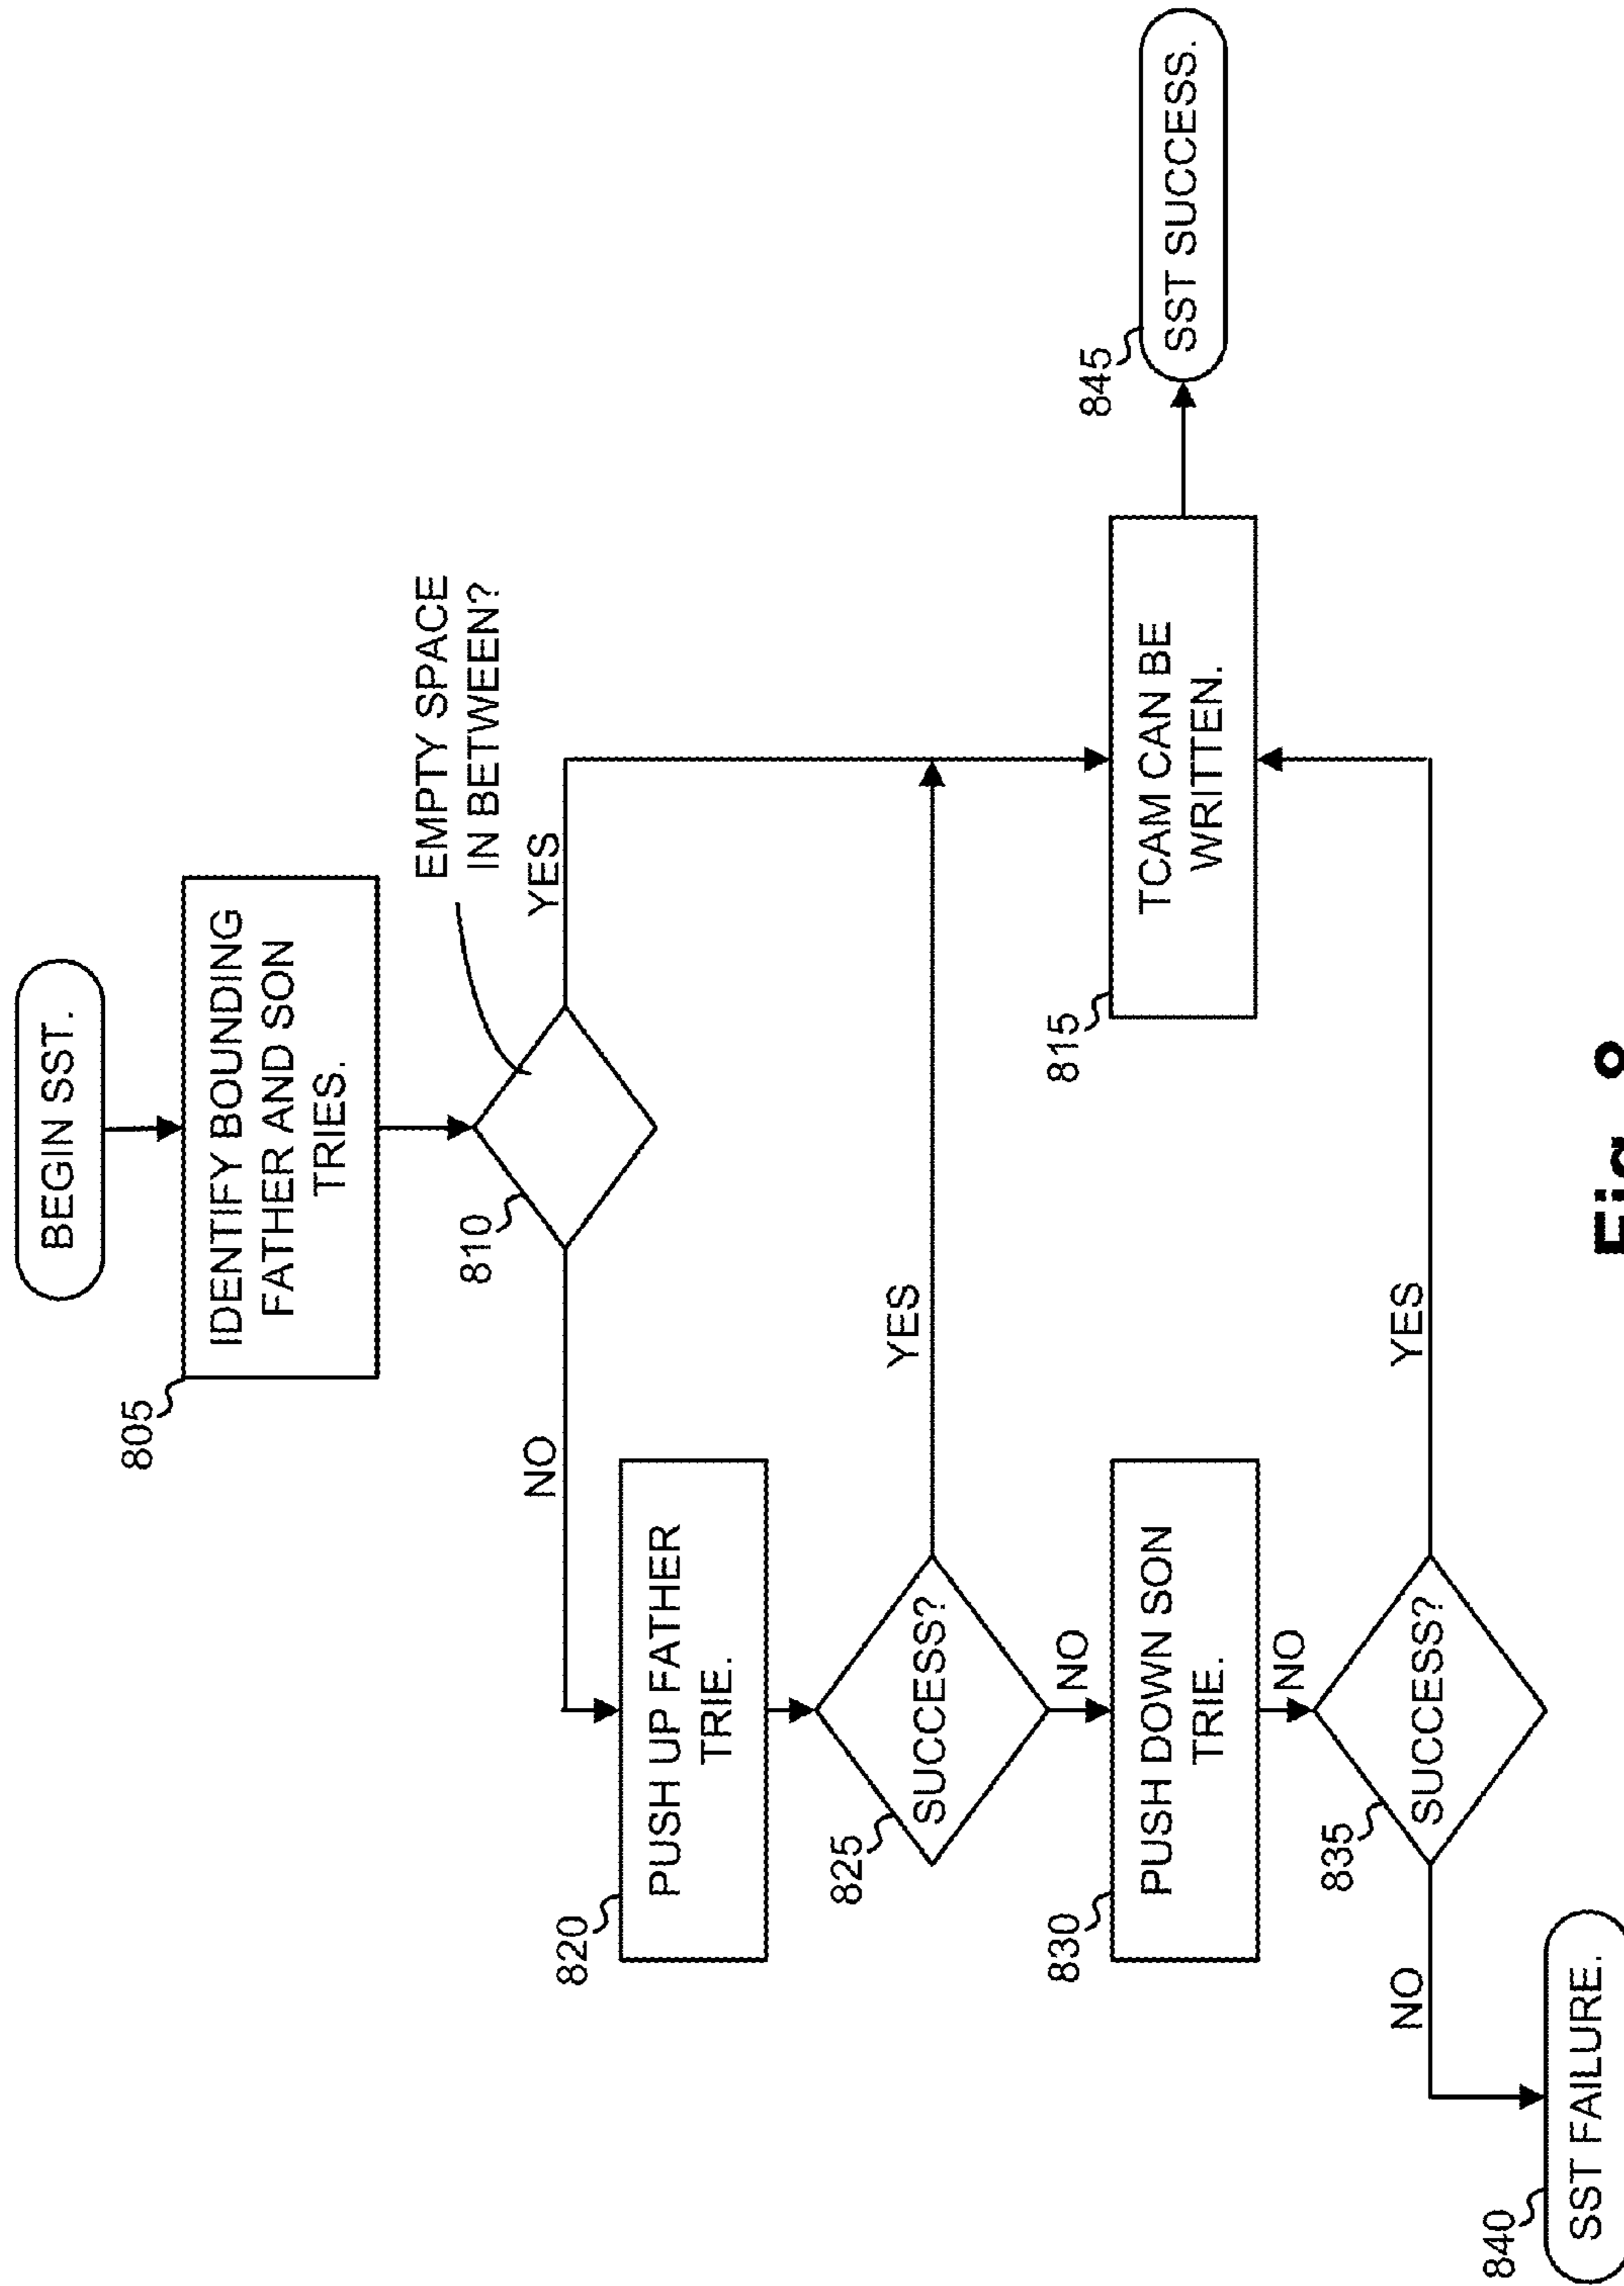 BEGIN SST.
805
IDENTIFY BOUNDING
FATHER AND SON
TRIES.
EMPTY SPACE
IN BETWEEN?
810
NO
YES
820
PUSH UP FATHER
TRIE.
825
SUCCESS?
YES
NO
830
PUSH DOWN SON
TRIE.
NO
815
TCAM CAN BE
WRITTEN.
845
SST SUCCESS.
835
SUCCESS?
YES
NO
840
SST FAILURE.